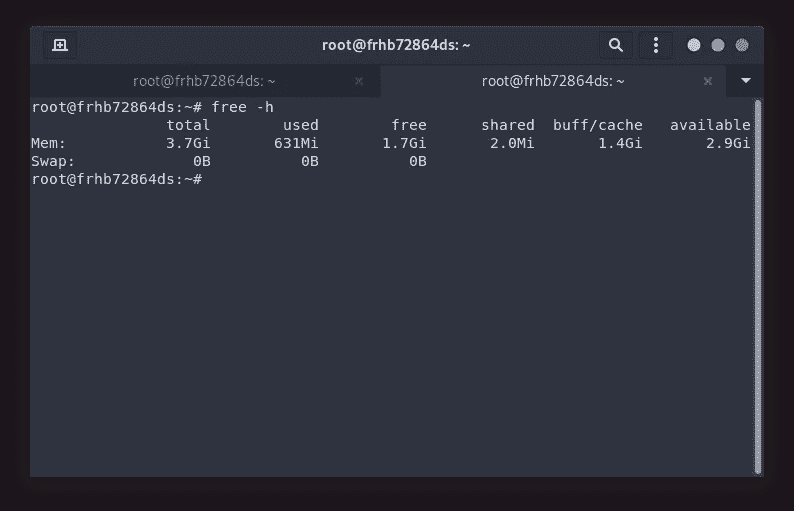 root@frhb72864ds: ~
root@frhb72864ds: ~
root@frhb72864ds: ~
root@frhb72864ds:~# free -h
              total        used        free      shared  buff/cache   available
Mem:          3.7Gi       631Mi       1.7Gi       2.0Mi       1.4Gi       2.9Gi
Swap:            0B          0B          0B
root@frhb72864ds:~#